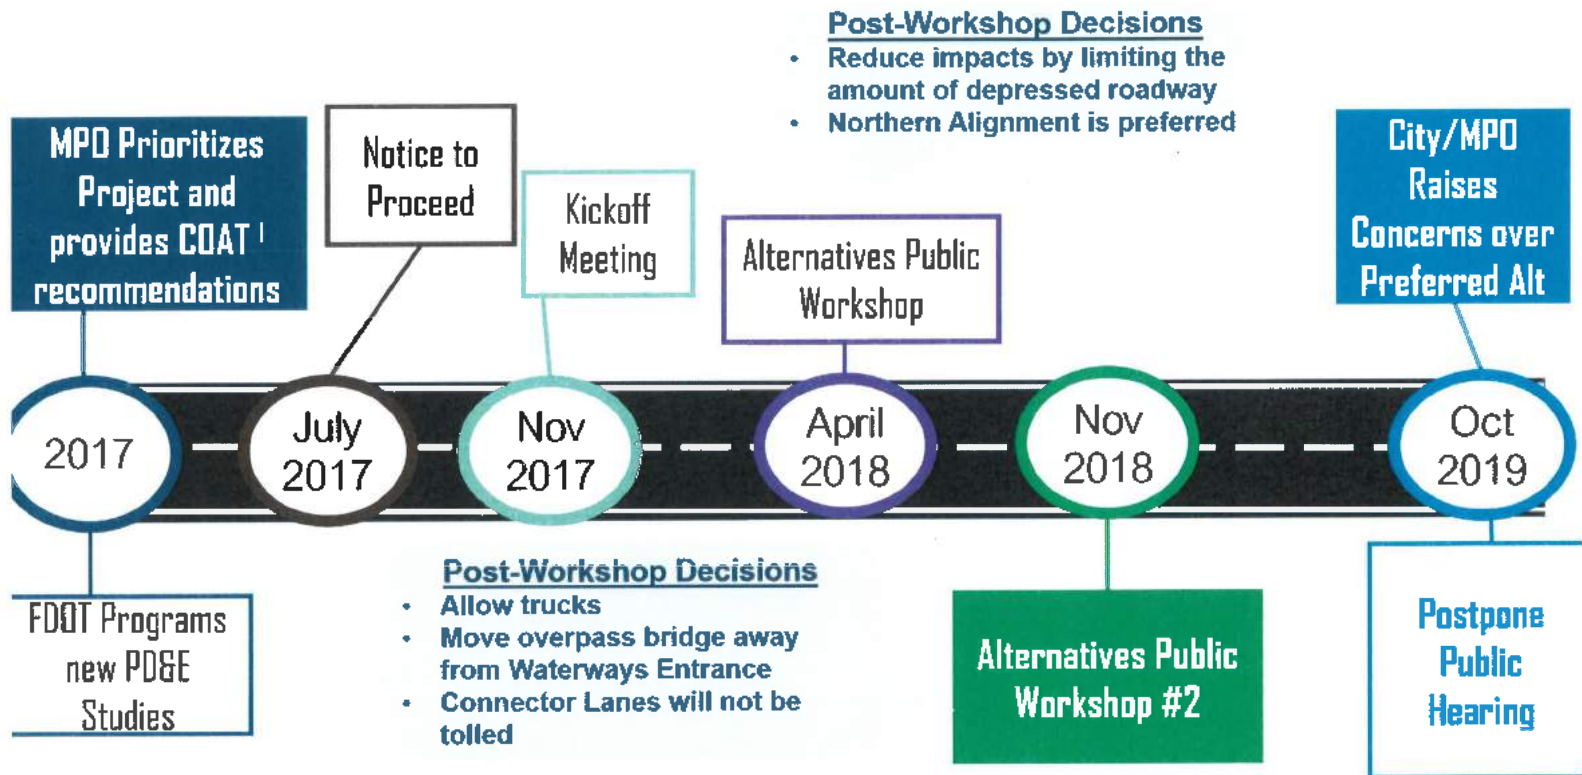 Post-Workshop Decisions
• Reduce impacts by limiting the
amount of depressed roadway
• Northern Alignment is preferred
MPO Prioritizes
Project and
provides COAT 1
recommendations
Notice to
Proceed
Kickoff
Meeting
Alternatives Public
Workshop
City/MPO
Raises
Concerns over
Preferred Alt
2017
July
2017
Nov
2017
April
2018
Nov
2018
Oct
2019
FDOT Programs
new PD&E
Studies
Post-Workshop Decisions
• Allow trucks
• Move overpass bridge away
from Waterways Entrance
• Connector Lanes will not be
tolled
Alternatives Public
Workshop #2
Postpone
Public
Hearing